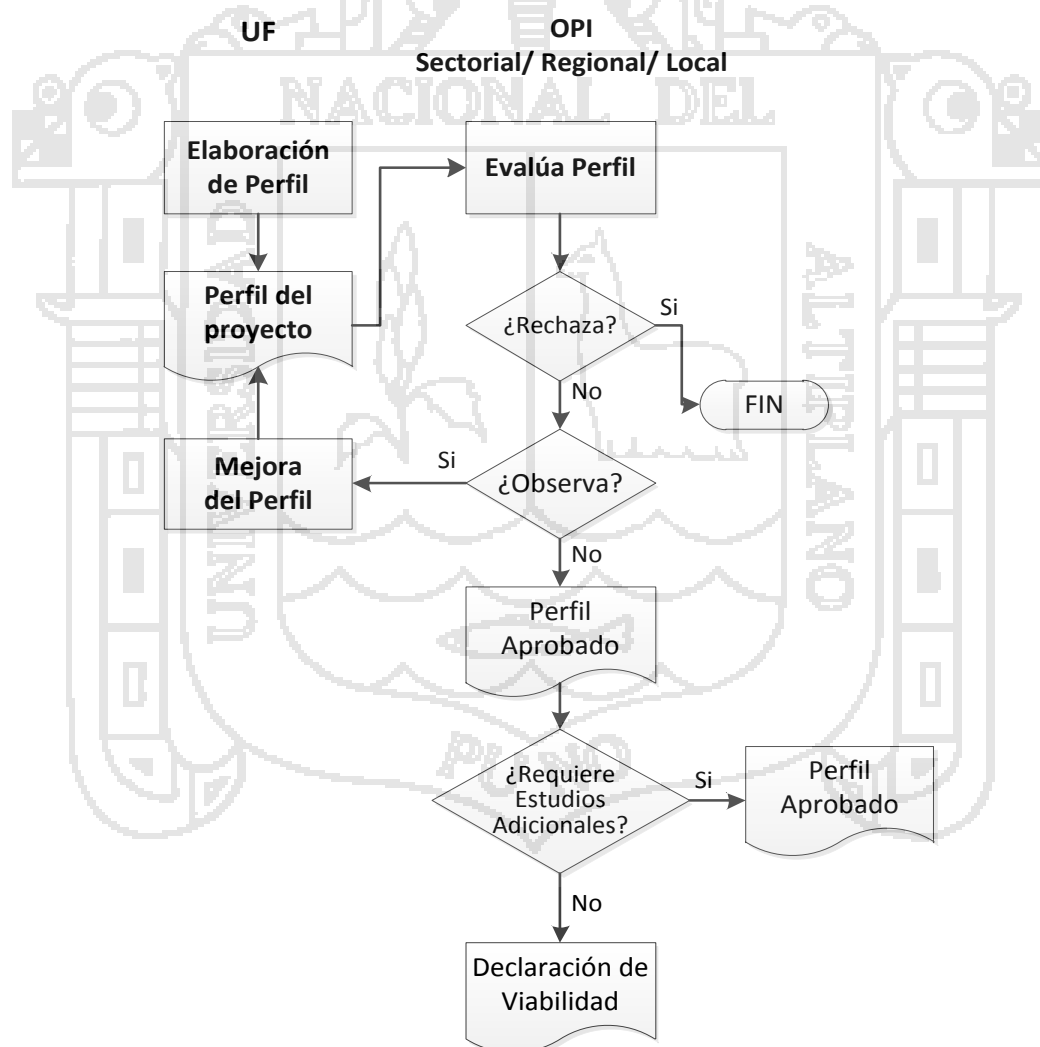 UF
OPI
Sectorial/ Regional/ Local
NACIONAL DEL
UNIVERSIDAD
ALTIPLANO
PUNO
Elaboración
de Perfil
Evalúa Perfil
Perfil del
proyecto
¿Rechaza?
Si
No
FIN
Mejora
del Perfil
Si
¿Observa?
No
Perfil
Aprobado
¿Requiere
Estudios
Adicionales?
Si
Perfil
Aprobado
No
Declaración de
Viabilidad